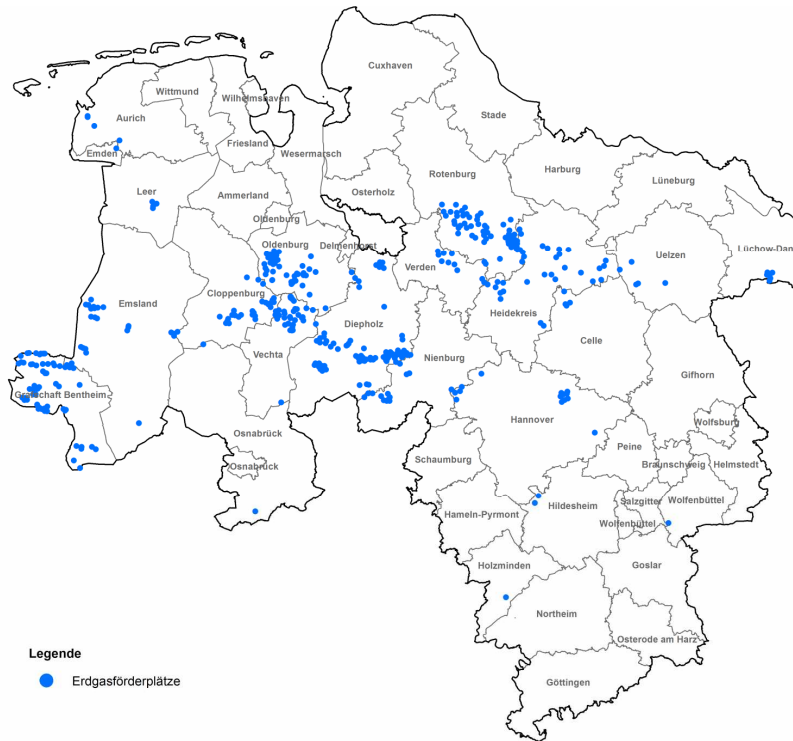 Cuxhaven
Wittmund
Wilhelmshaven
Aurich
Stade
Emden
Friesland
Wesermarsch
Rotenburg
Harburg
Lüneburg
Leer
Ammerland
Osterholz
Oldenburg
Oldenburg
Delmenhorst
Lüchow-Dan
Uelzen
Verden
Cloppenburg
Emsland
Heidekreis
Diepholz
Nienburg
Vechta
Celle
Gifhorn
Grafschaft Bentheim
Hannover
Wolfsburg
Osnabrück
Peine
Schaumburg
Braunschweig
Helmstedt
Osnabrück
Salzgitter
Wolfenbüttel
Hildesheim
Hameln-Pyrmont
Wolfenbüttel
Holzminden
Goslar
Northeim
Osterode am Harz
Göttingen
Legende
Erdgasförderplätze